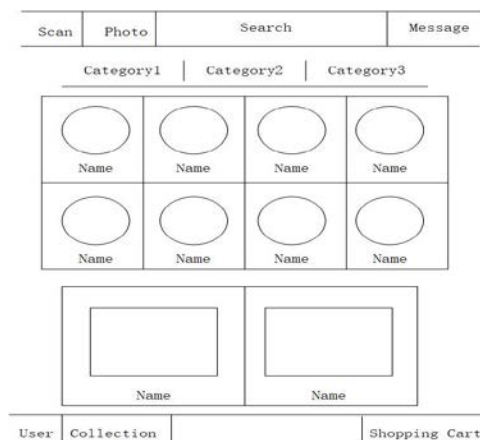 Scan Photo Search Message
Category1 Category2 Category3
Name Name Name Name
Name Name Name Name
Name Name
User Collection Shopping Cart